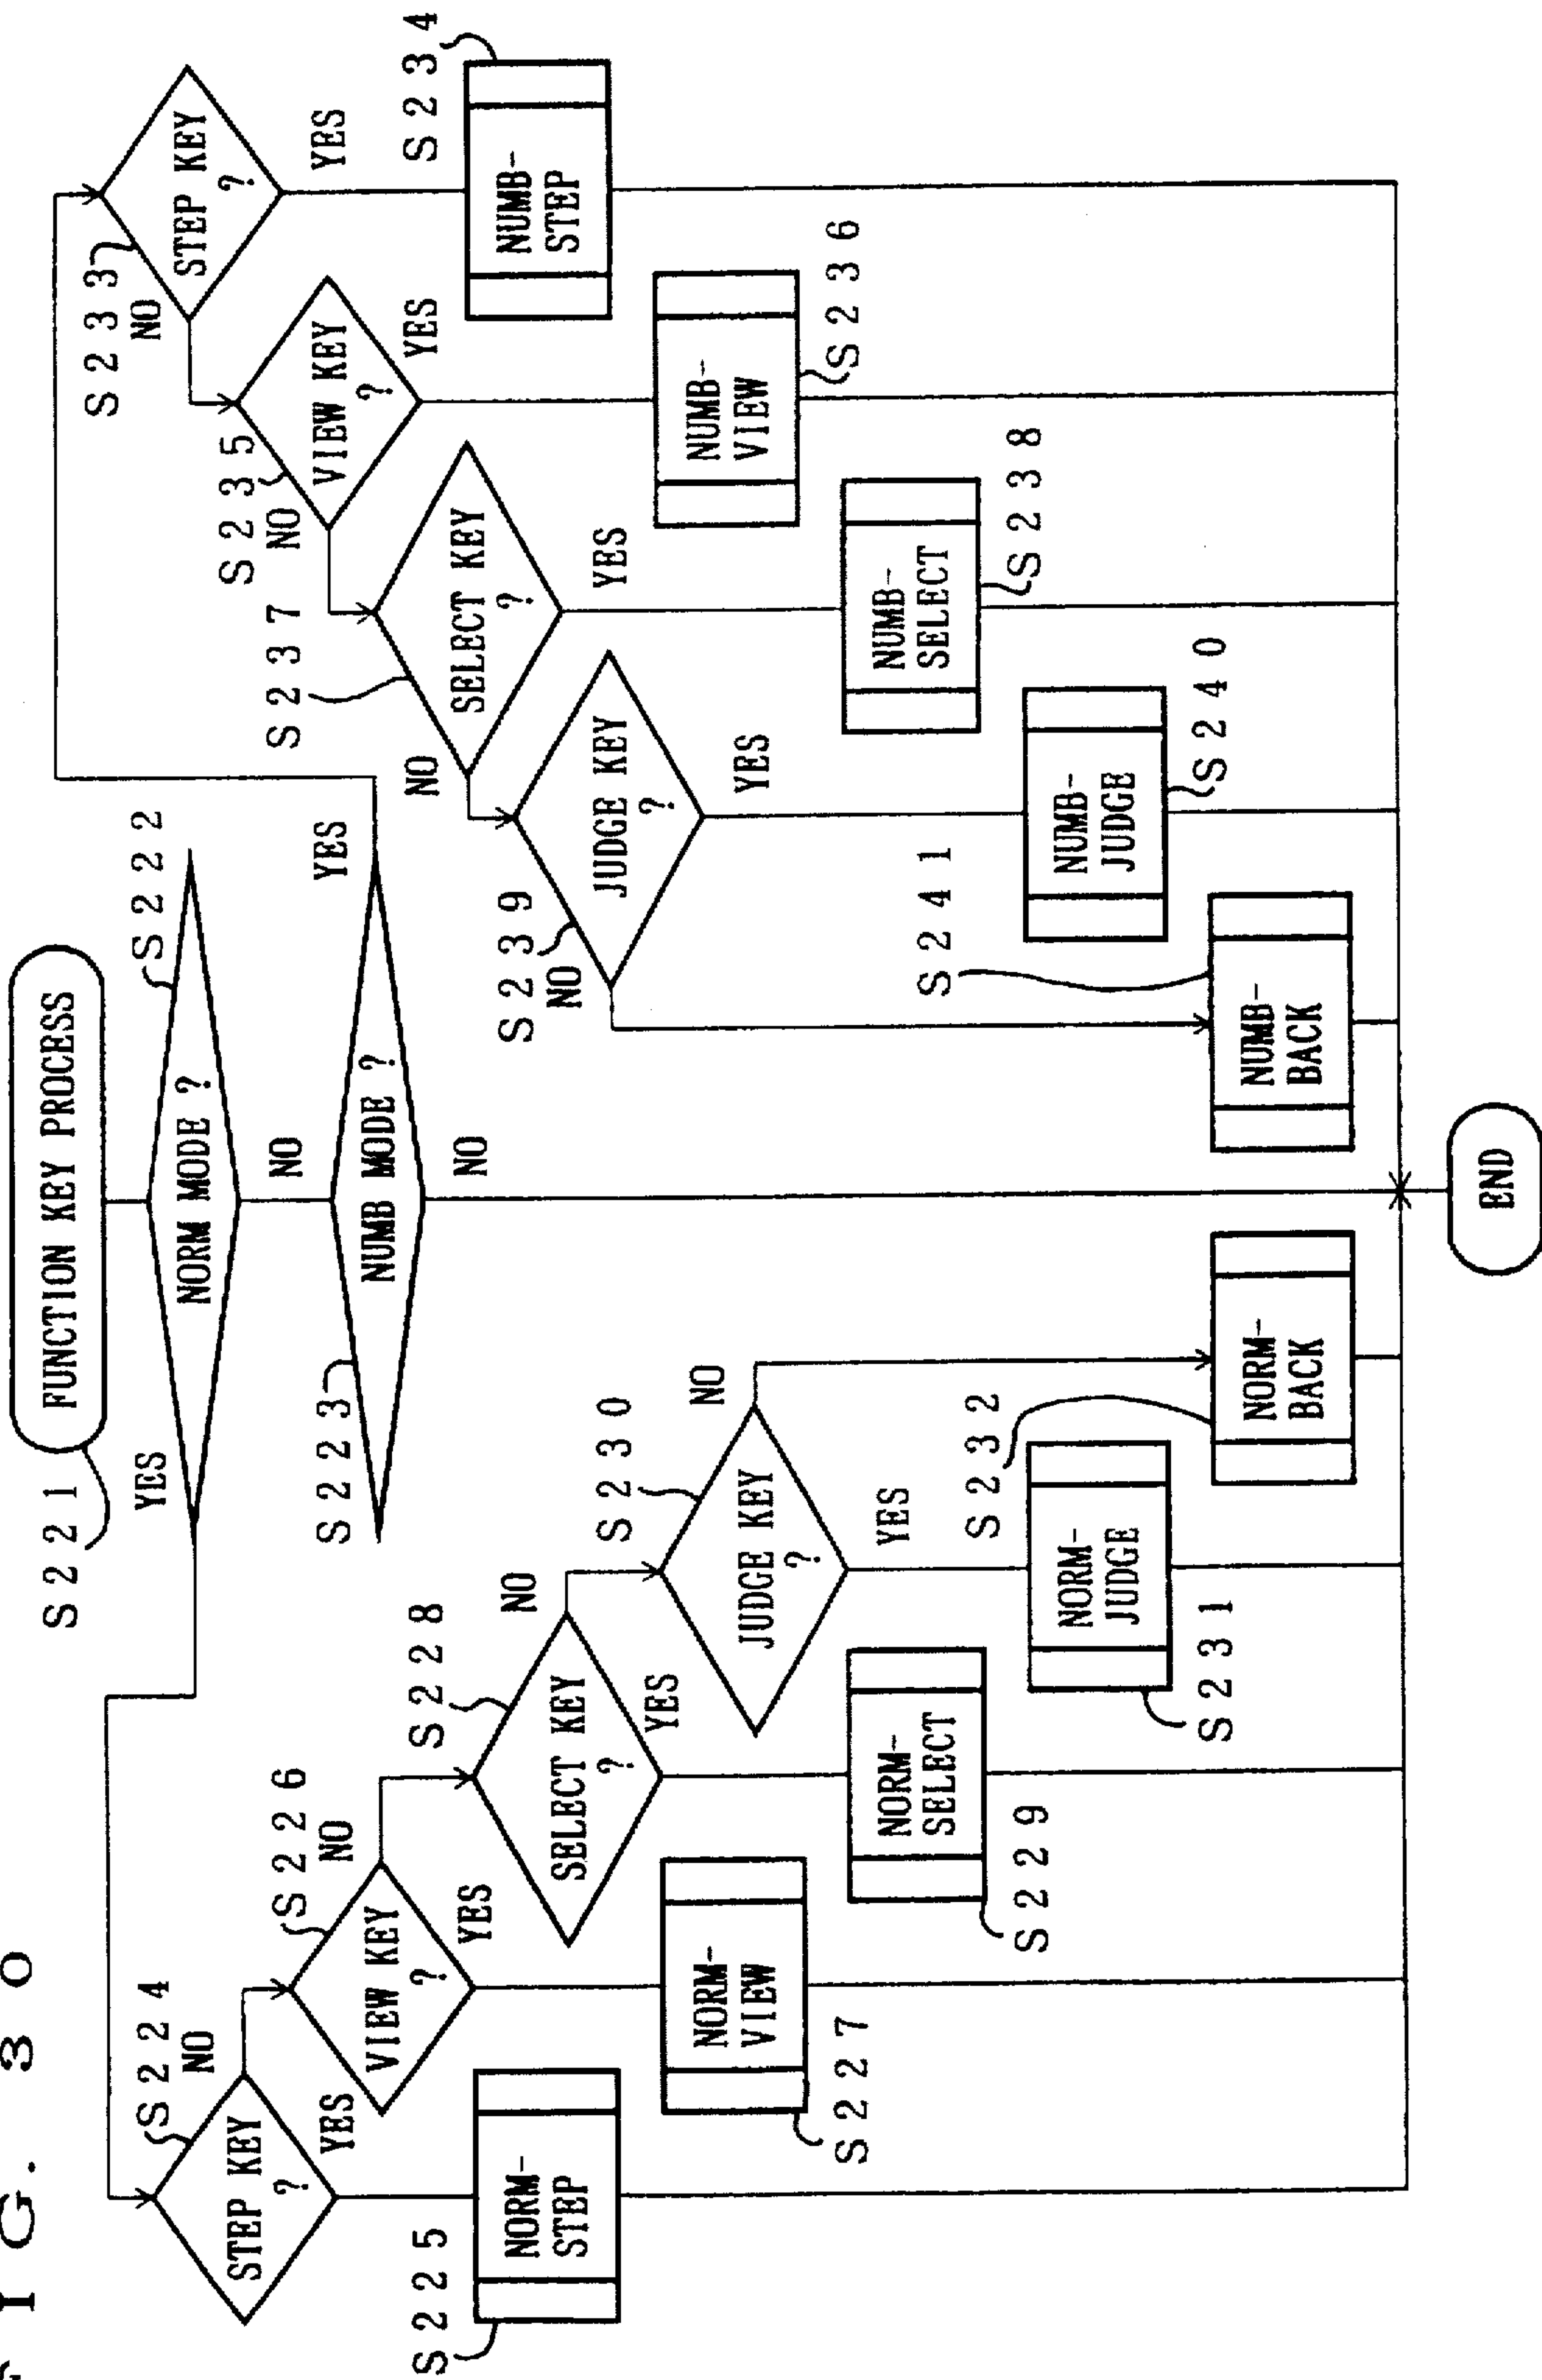 FIG. 30
S221
FUNCTION KEY PROCESS
S222
NORM MODE ?
YES
NO
S223
NUMB MODE ?
YES
NO
S224
STEP KEY
?
NO
YES
S225
NORM-
STEP
S226
VIEW KEY
?
NO
YES
S227
NORM-
VIEW
S228
SELECT KEY
?
NO
YES
S229
NORM-
SELECT
S230
JUDGE KEY
?
NO
YES
S231
NORM-
JUDGE
S232
NORM-
BACK
S233
STEP KEY
?
NO
YES
S234
NUMB-
STEP
S235
VIEW KEY
?
NO
YES
S236
NUMB-
VIEW
S237
SELECT KEY
?
NO
YES
S238
NUMB-
SELECT
S239
JUDGE KEY
?
NO
YES
S240
NUMB-
JUDGE
S241
NUMB-
BACK
END